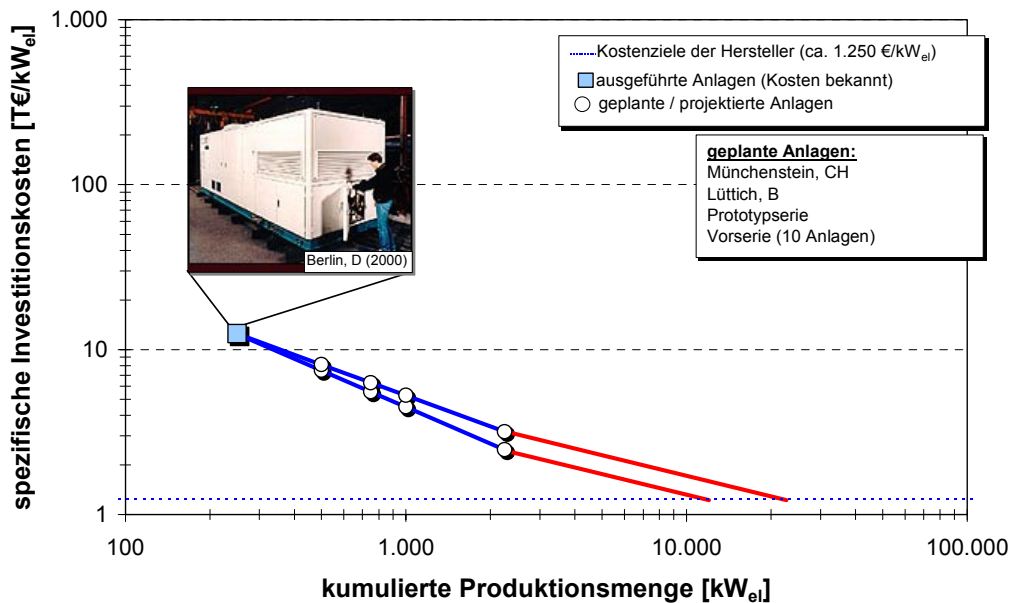 1.000
100
10
1
spezifische Investitionskosten [T€/kWel]
Kostenziele der Hersteller (ca. 1.250 €/kWel)
ausgeführte Anlagen (Kosten bekannt)
geplante / projektierte Anlagen
geplante Anlagen:
Münchenstein, CH
Lüttich, B
Prototypserie
Vorserie (10 Anlagen)
Berlin, D (2000)
100
1.000
10.000
100.000
kumulierte Produktionsmenge [kWel]